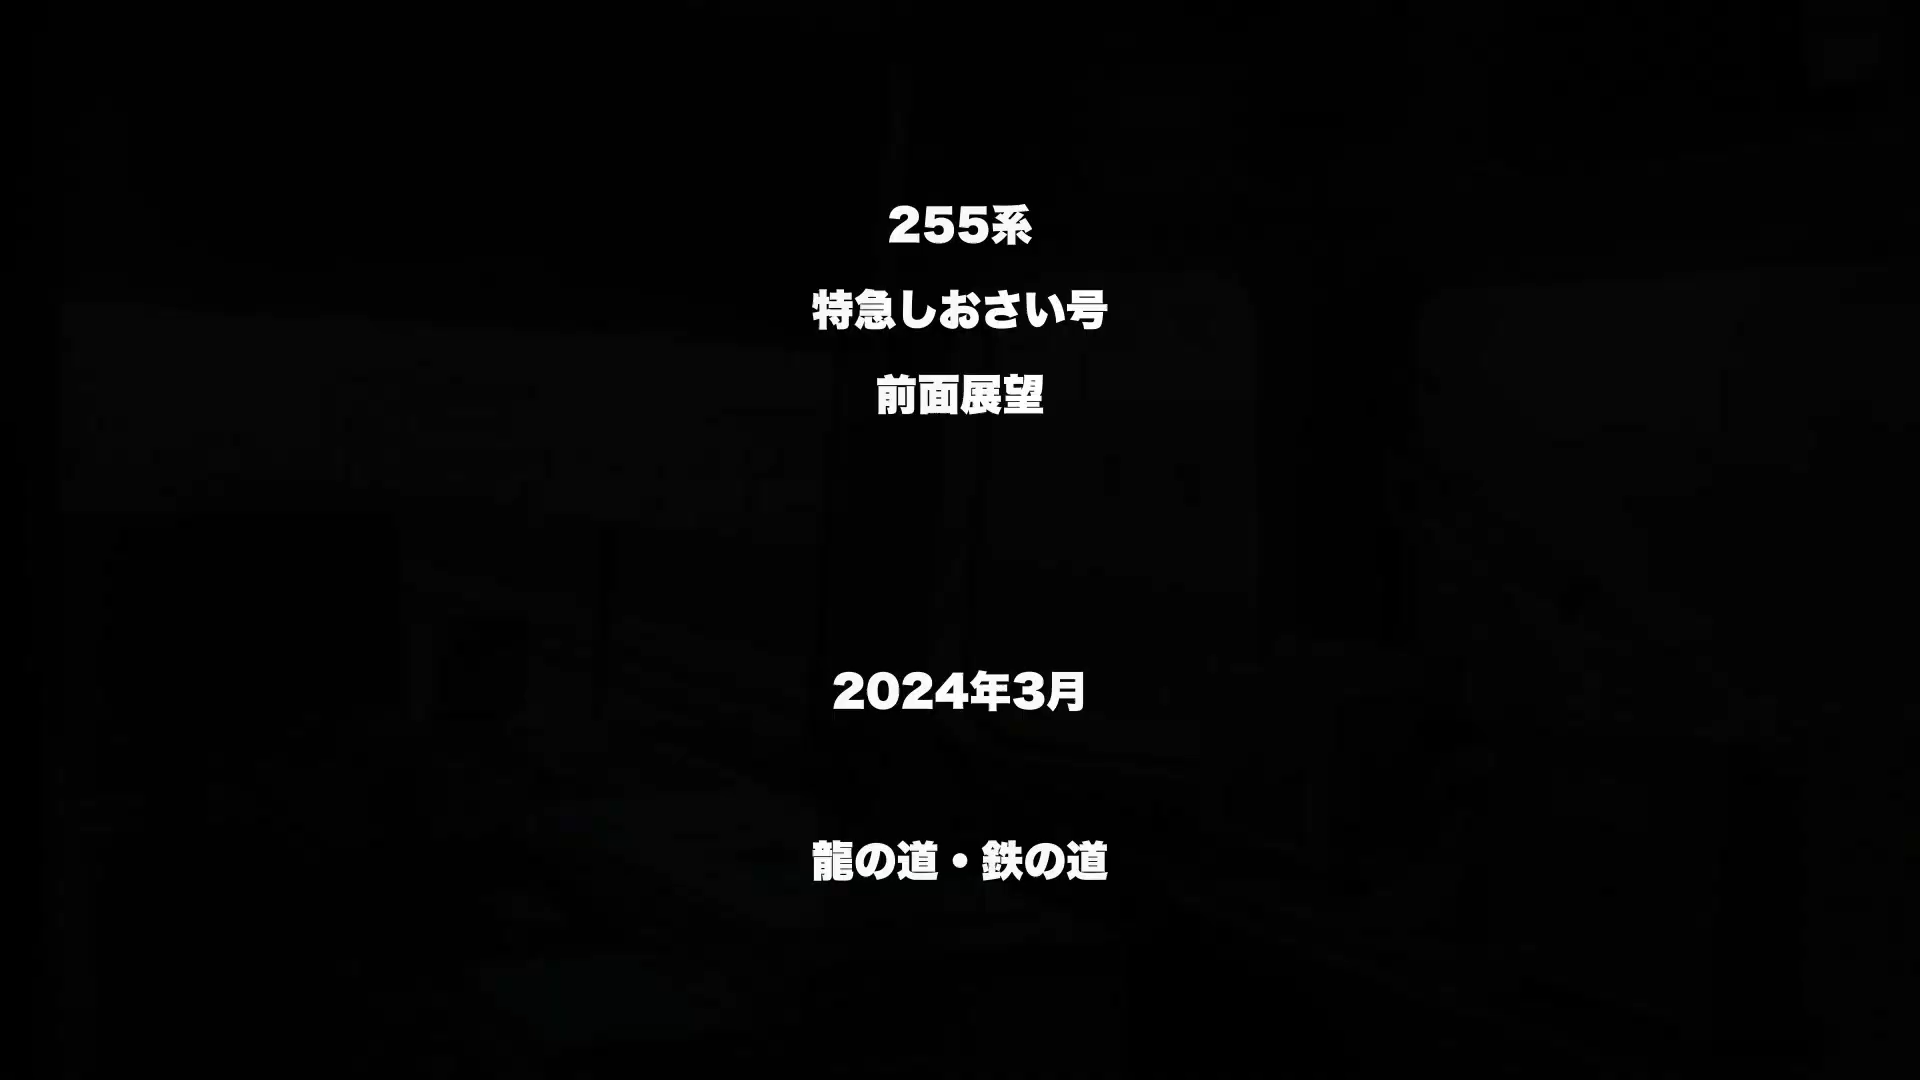 255系
特急しおさい号
前面展望
2024年3月
龍の道・鉄の道